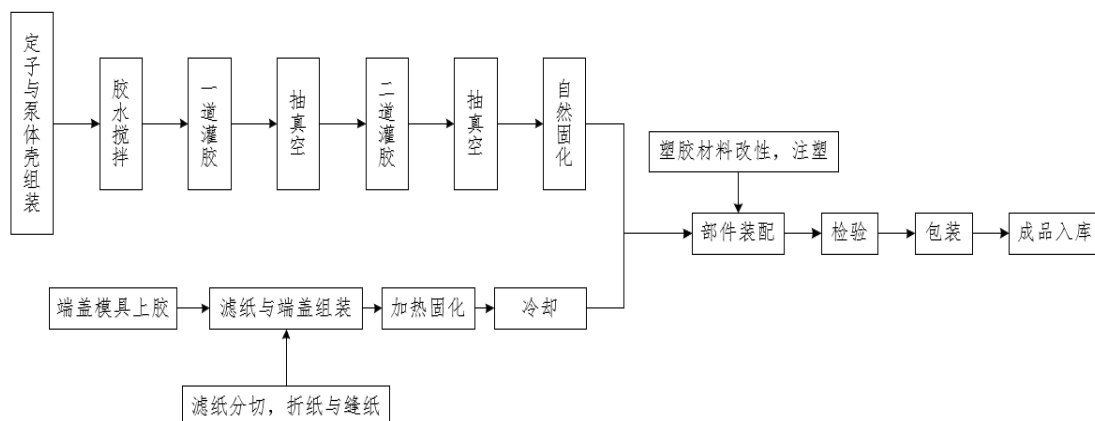 定子与泵体壳组装
胶水搅拌
一道灌胶
抽真空
二道灌胶
抽真空
自然固化
塑胶材料改性，注塑
部件装配
检验
包装
成品入库
端盖模具上胶
滤纸与端盖组装
加热固化
冷却
滤纸分切，折纸与缝纸